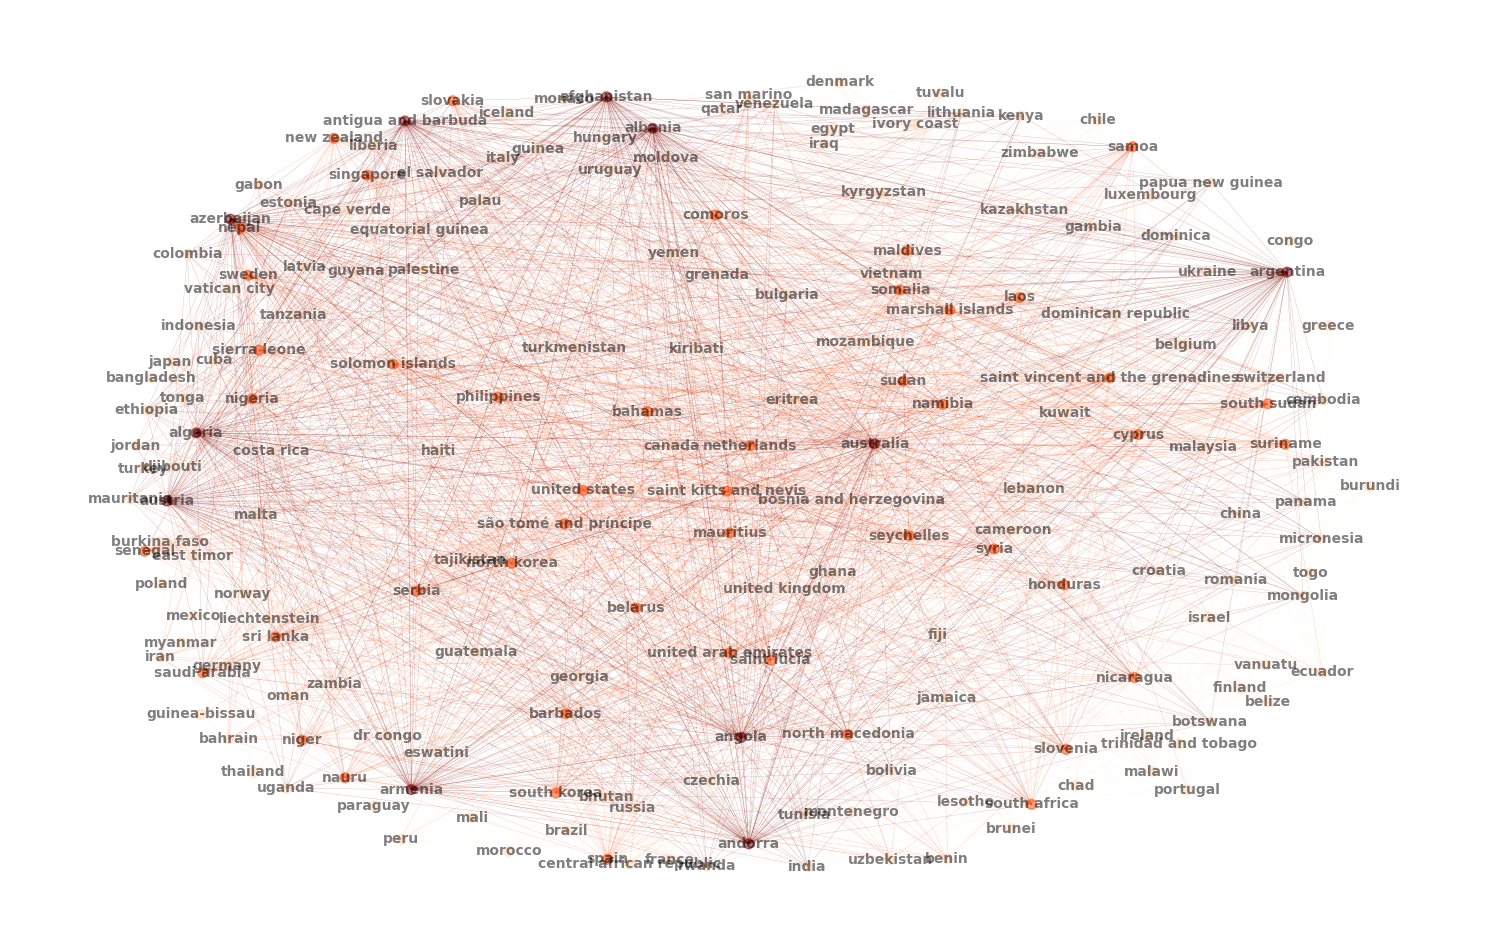 denmark
tuvalu
san marino
monaco
afghanistan
slovakia
venezuela
qatar
madagascar
lithuania
iceland
kenya
chile
antigua and barbuda
ivory coast
albania
egypt
new zealand
hungary
iraq
liberia
guinea
samoa
zimbabwe
italy
moldova
uruguay
el salvador
singapore
papua new guinea
gabon
kyrgyzstan
luxembourg
palau
estonia
cape verde
kazakhstan
comoros
azerbaijan
nepal
gambia
equatorial guinea
dominica
congo
maldives
colombia
yemen
latvia
guyana
palestine
argentina
ukraine
vietnam
sweden
grenada
vatican city
somalia
bulgaria
laos
marshall islands
tanzania
dominican republic
indonesia
libya
greece
mozambique
belgium
turkmenistan
kiribati
sierra leone
cuba
japan
solomon islands
bangladesh
saint vincent and the grenadines
switzerland
sudan
tonga
nigeria
philippines
eritrea
cambodia
namibia
south sudan
ethiopia
bahamas
kuwait
algeria
cyprus
jordan
canada
netherlands
australia
suriname
malaysia
costa rica
haiti
pakistan
djibouti
turkey
burundi
united states
saint kitts and nevis
lebanon
mauritania
austria
bosnia and herzegovina
panama
malta
china
são tomé and príncipe
cameroon
mauritius
seychelles
micronesia
burkina faso
senegal
east timor
syria
tajikistan
north korea
ghana
croatia
togo
romania
poland
honduras
united kingdom
serbia
norway
mongolia
belarus
mexico
liechtenstein
israel
sri lanka
fiji
myanmar
guatemala
united arab emirates
iran
saint lucia
germany
vanuatu
saudi arabia
ecuador
georgia
nicaragua
zambia
finland
oman
jamaica
belize
guinea-bissau
barbados
botswana
north macedonia
dr congo
angola
ireland
bahrain
niger
trinidad and tobago
slovenia
eswatini
bolivia
thailand
malawi
nauru
czechia
chad
uganda
armenia
portugal
south korea
bhutan
lesotho
south africa
paraguay
russia
montenegro
tunisia
mali
brunei
brazil
peru
andorra
morocco
spain
france
uzbekistan
benin
central african republic
rwanda
india